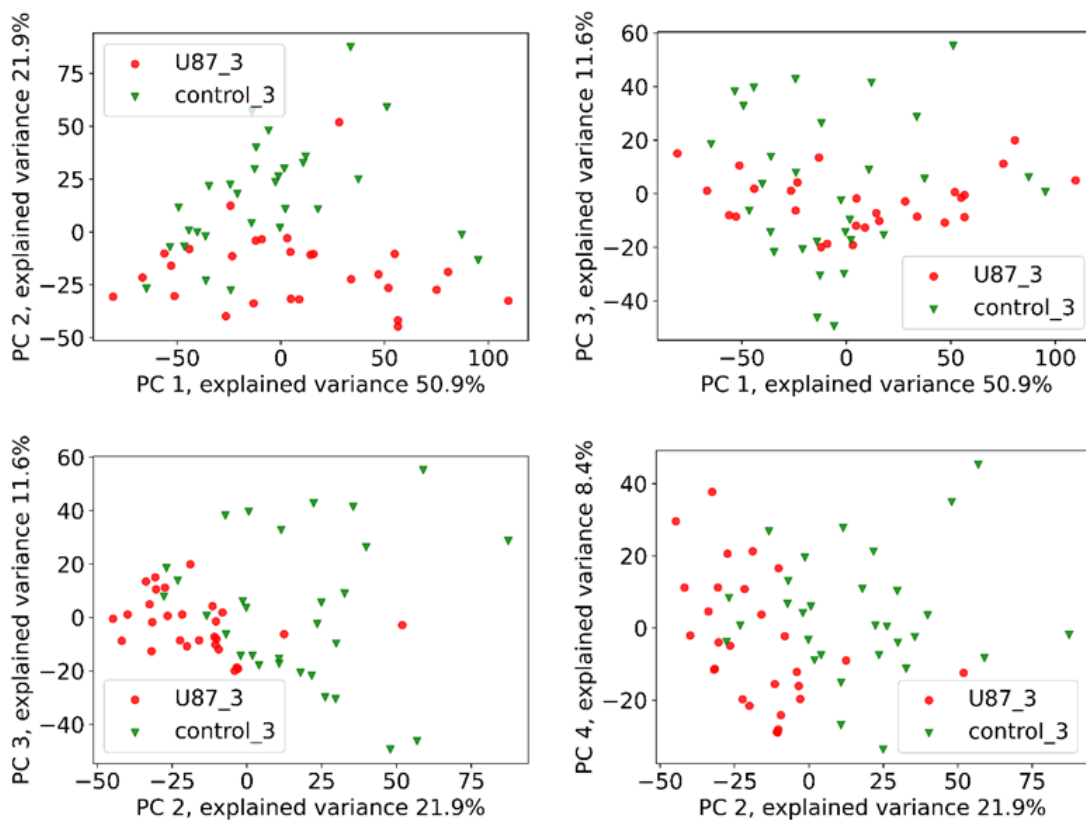 PC 2, explained variance 21.9%
75
50
25
0
−25
−50
U87_3
control_3
−50
0
50
100
PC 1, explained variance 50.9%
PC 3, explained variance 11.6%
60
40
20
0
−20
−40
U87_3
control_3
−50
0
50
100
PC 1, explained variance 50.9%
PC 3, explained variance 11.6%
60
40
20
0
−20
−40
U87_3
control_3
−50
−25
0
25
50
75
PC 2, explained variance 21.9%
PC 4, explained variance 8.4%
40
20
0
−20
U87_3
control_3
−50
−25
0
25
50
75
PC 2, explained variance 21.9%